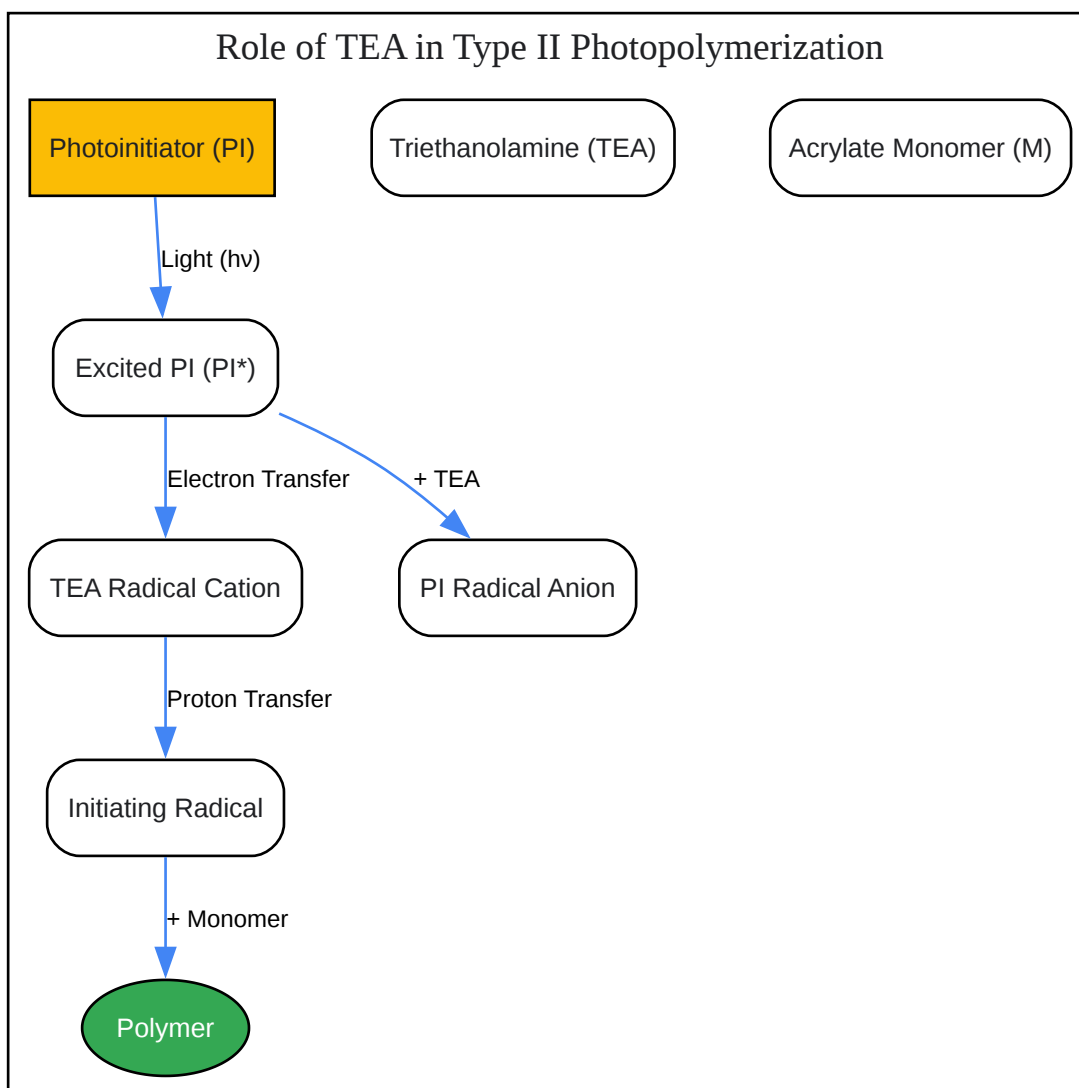 Role of TEA in Type II Photopolymerization
Photoinitiator (PI)
Triethanolamine (TEA)
Acrylate Monomer (M)
Light (hν)
Excited PI (PI*)
Electron Transfer
+ TEA
TEA Radical Cation
PI Radical Anion
Proton Transfer
Initiating Radical
+ Monomer
Polymer